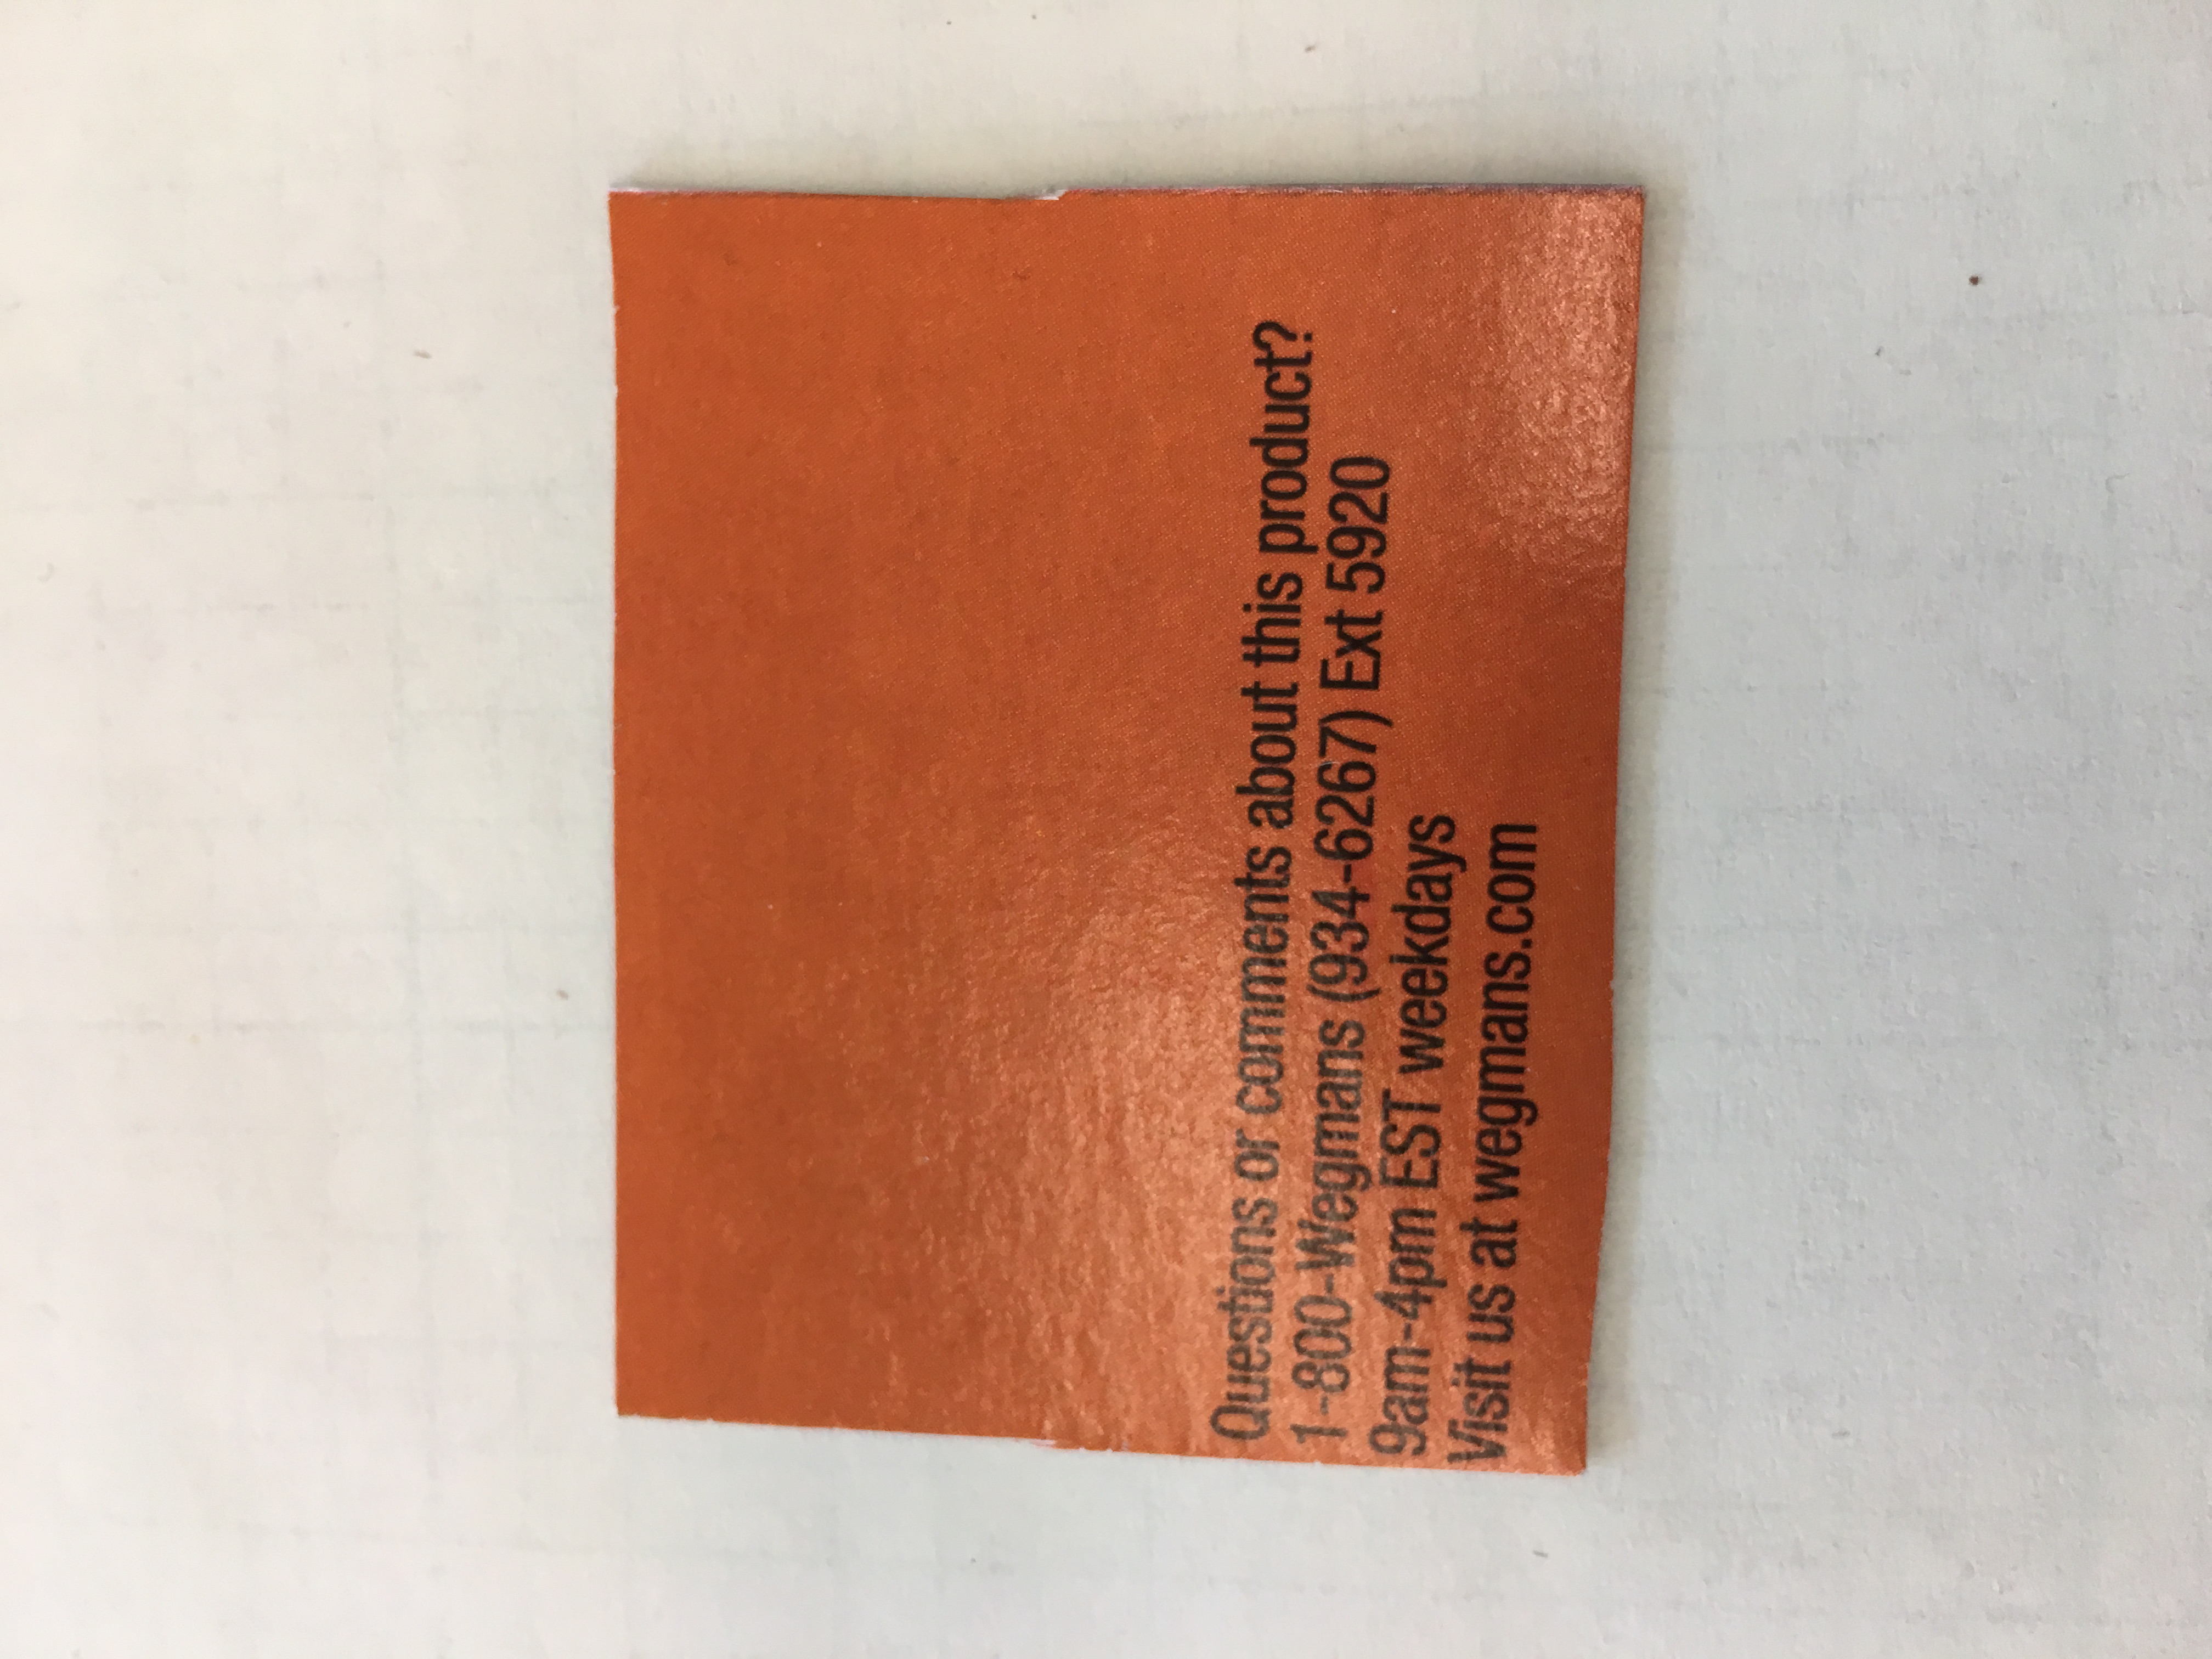 Questions or comments about this product?
1-800-Wegmans (934-6267) Ext 5920
9am-4pm EST weekdays
Visit us at wegmans.com